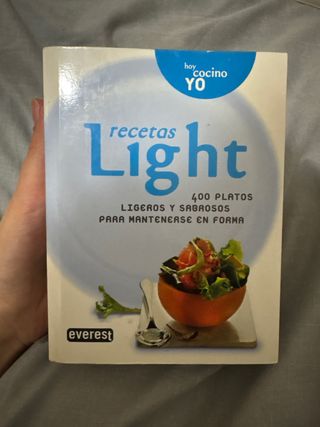 hoy
cocino
YO
recetas
Light
400 PLATOS
LIGEROS Y SABROSOS
PARA MANTENERSE EN FORMA
everest